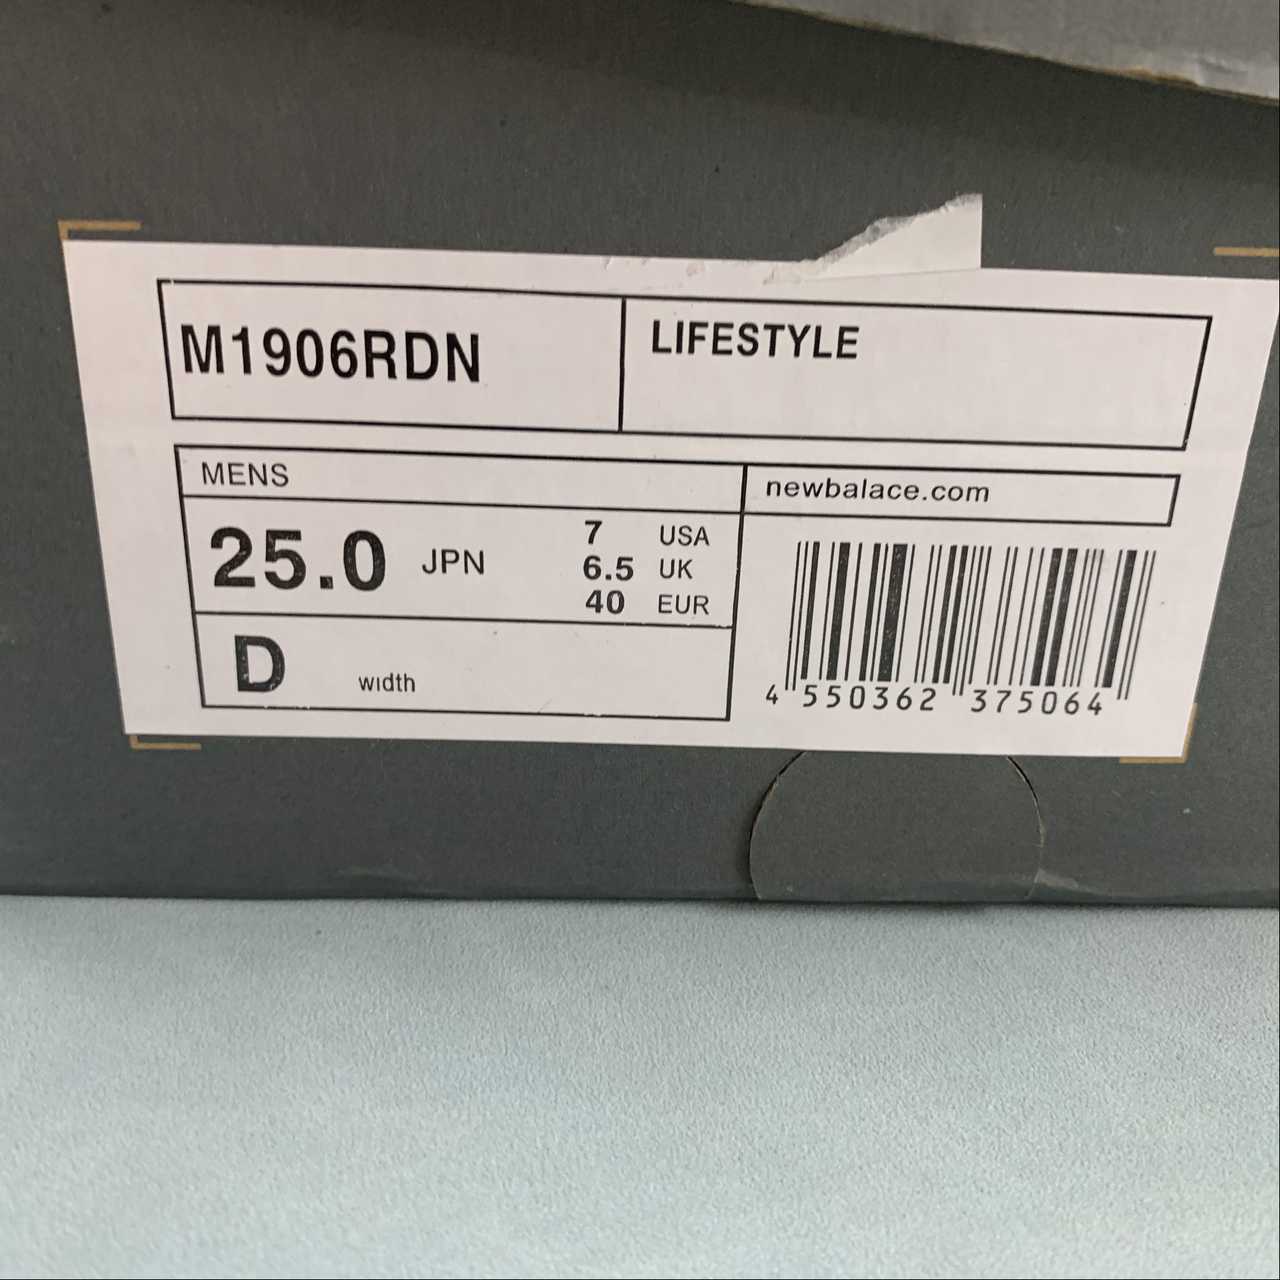 M1906RDN
LIFESTYLE
MENS
25.0 JPN
7 USA
6.5 UK
40 EUR
D width
newbalace.com
4 550362 375064